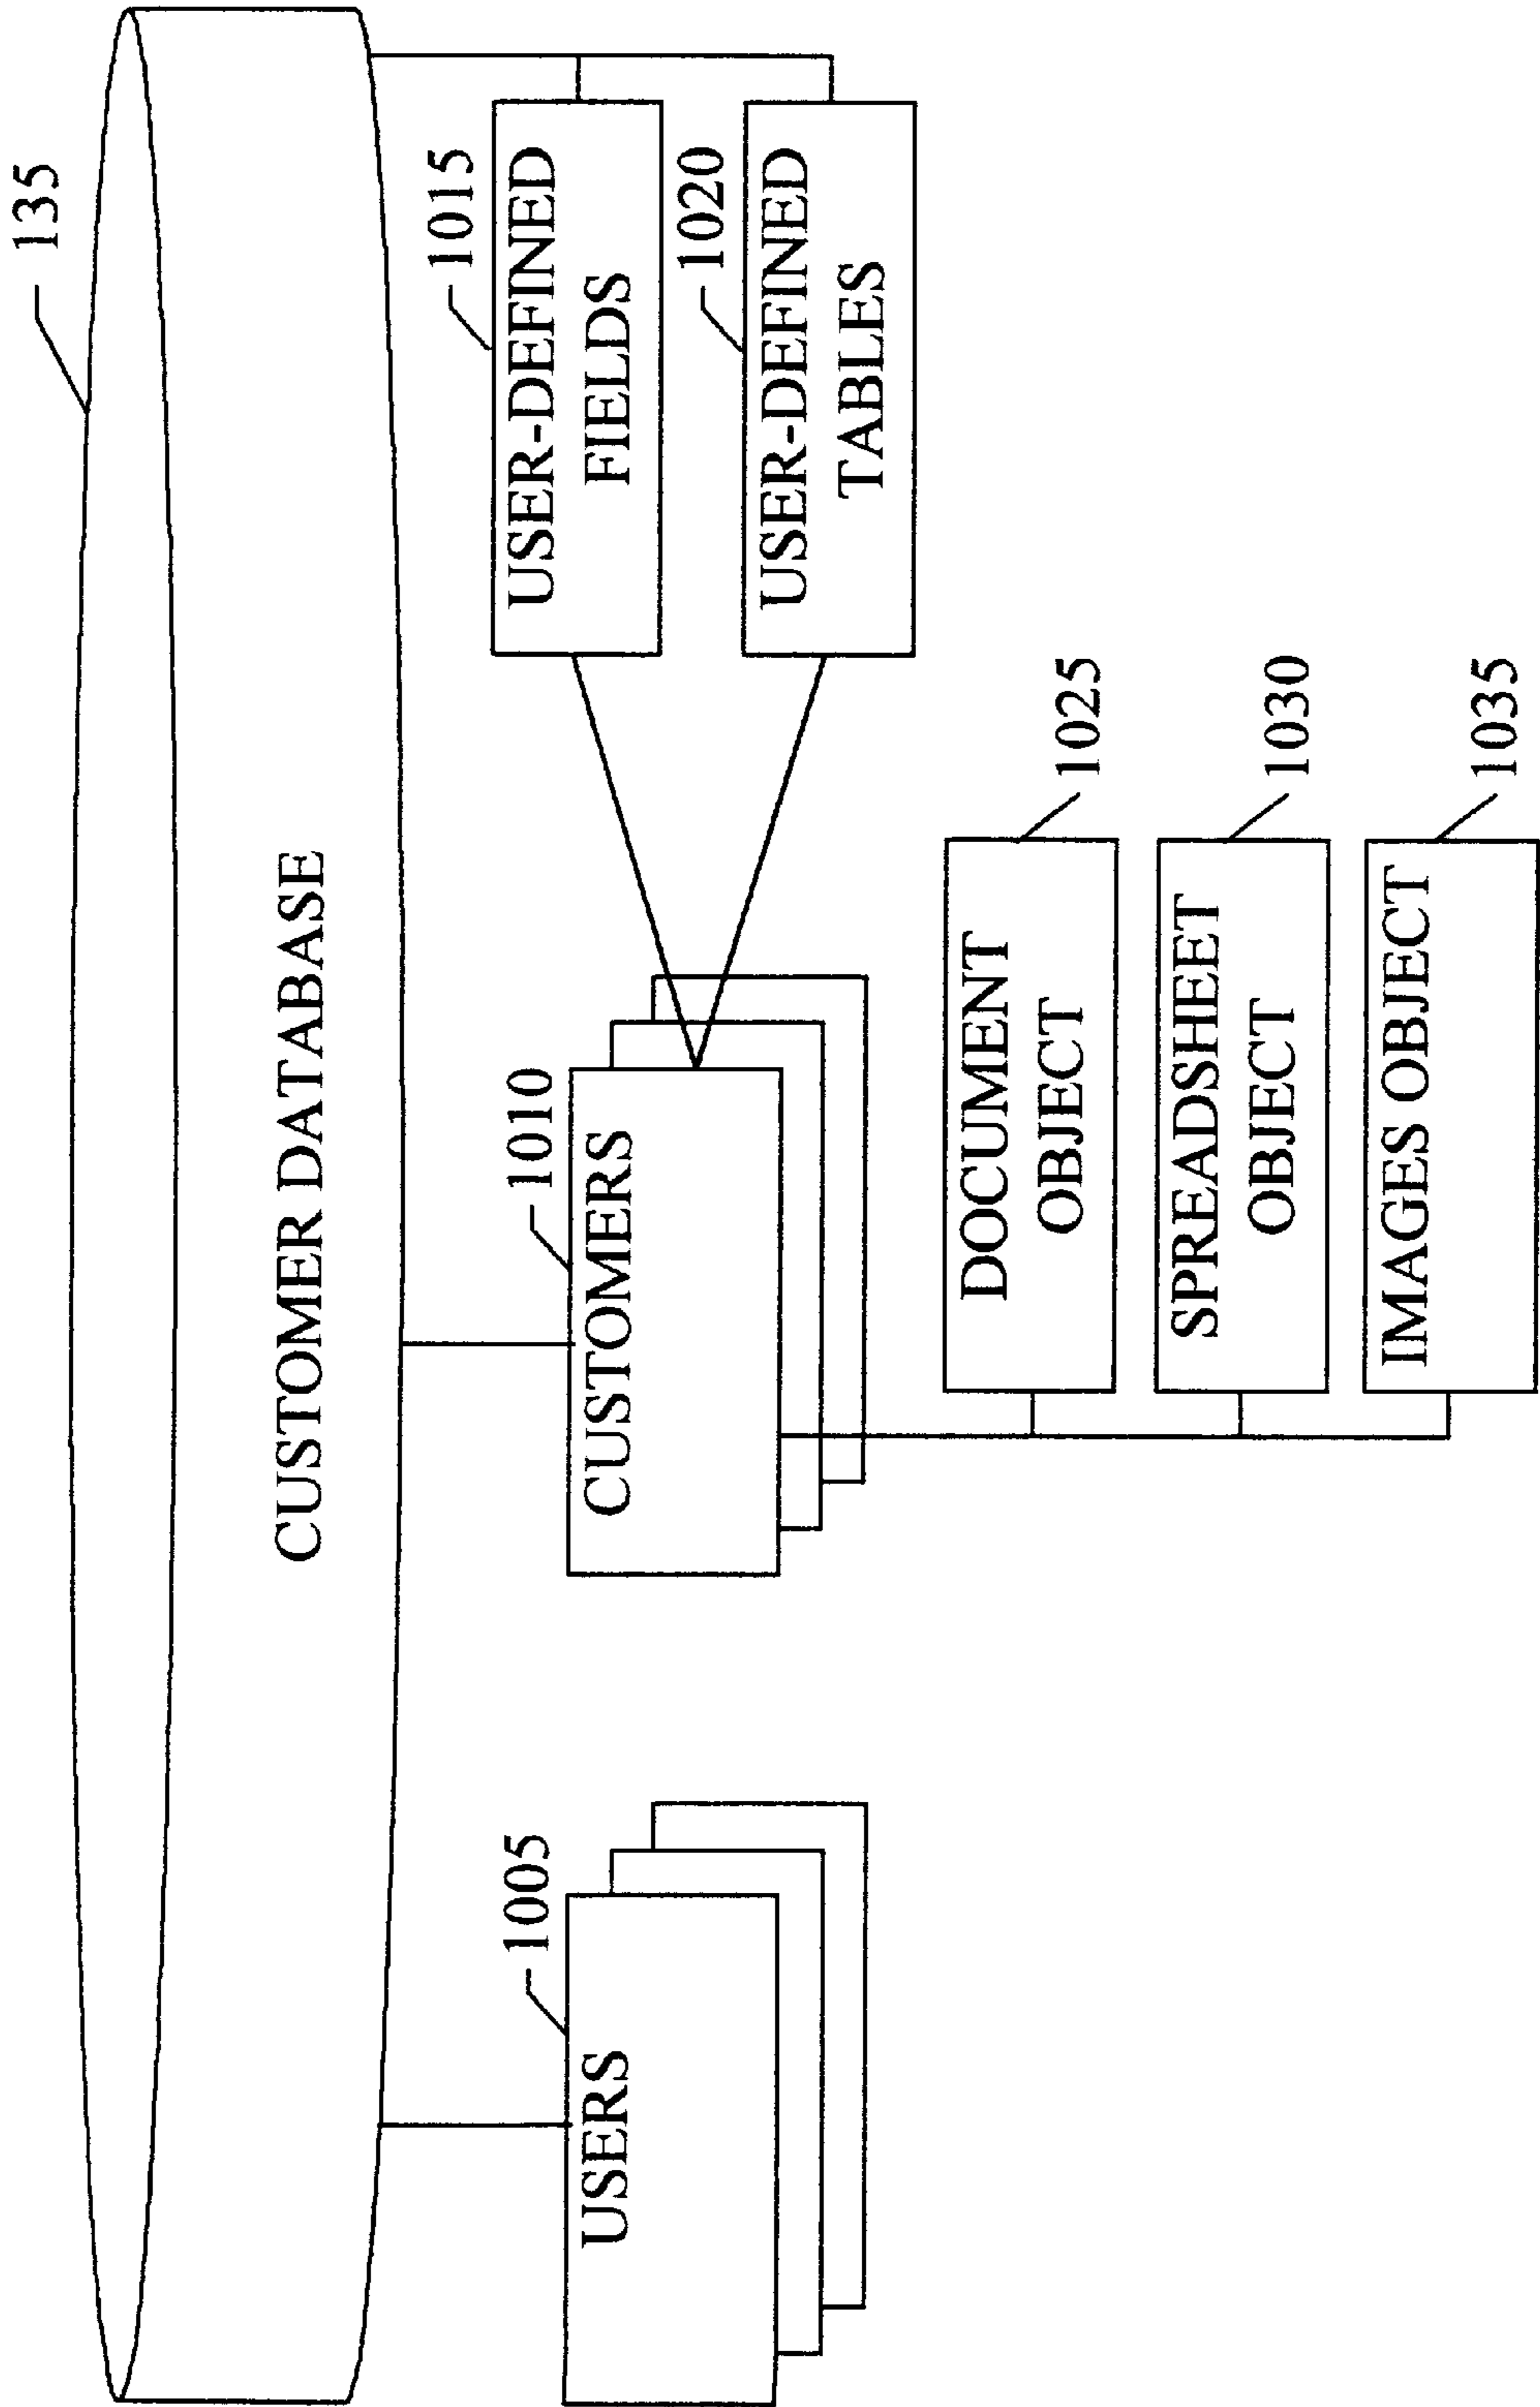 135
CUSTOMER DATABASE
1005
USERS
1010
CUSTOMERS
1015
USER-DEFINED
FIELDS
1020
USER-DEFINED
TABLES
DOCUMENT
OBJECT
1025
SPREADSHEET
OBJECT
1030
IMAGES OBJECT
1035